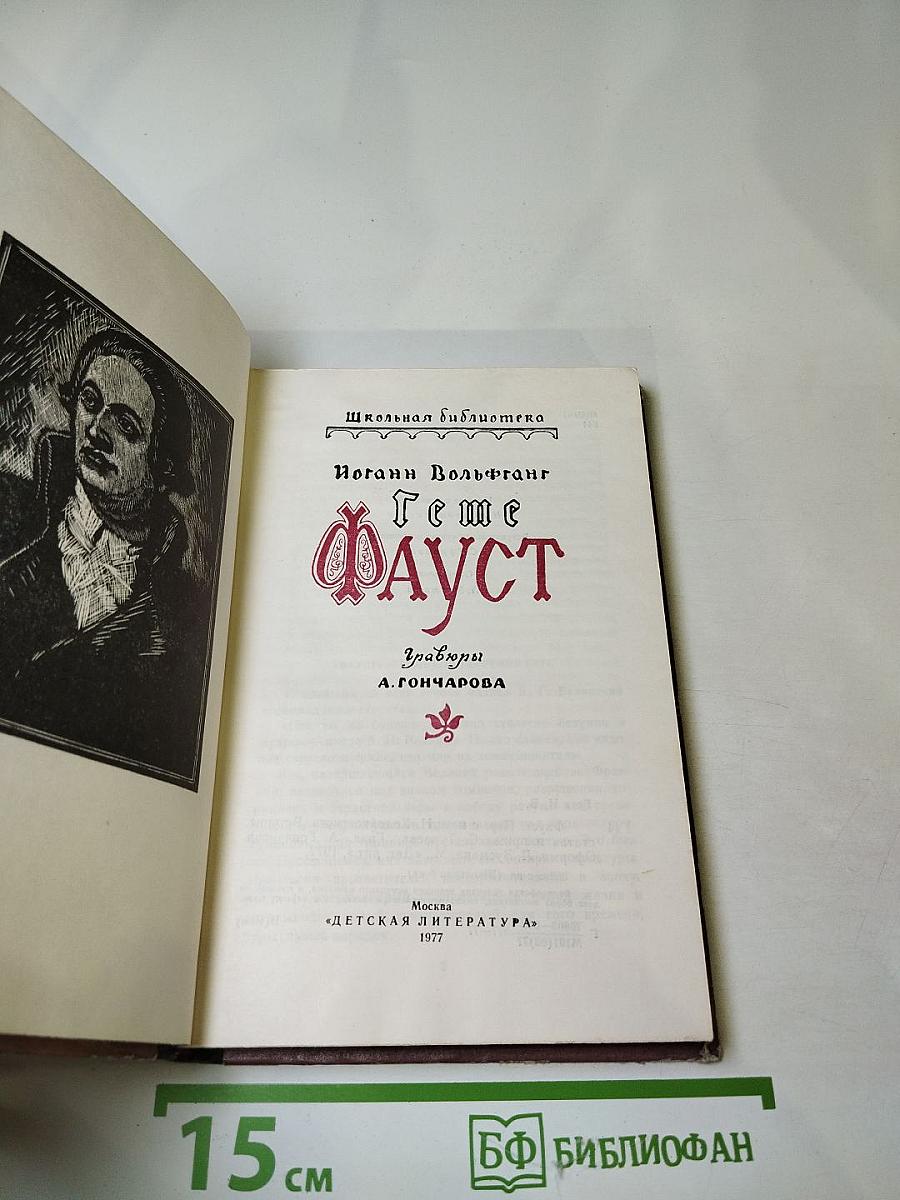 Школьная библиотека
Иоганн Вольфганг
Гете
ФАУСТ
Гравюры
А. ГОНЧАРОВА
Москва
«ДЕТСКАЯ ЛИТЕРАТУРА»
1977
15 см
БФ БИБЛИОФАН